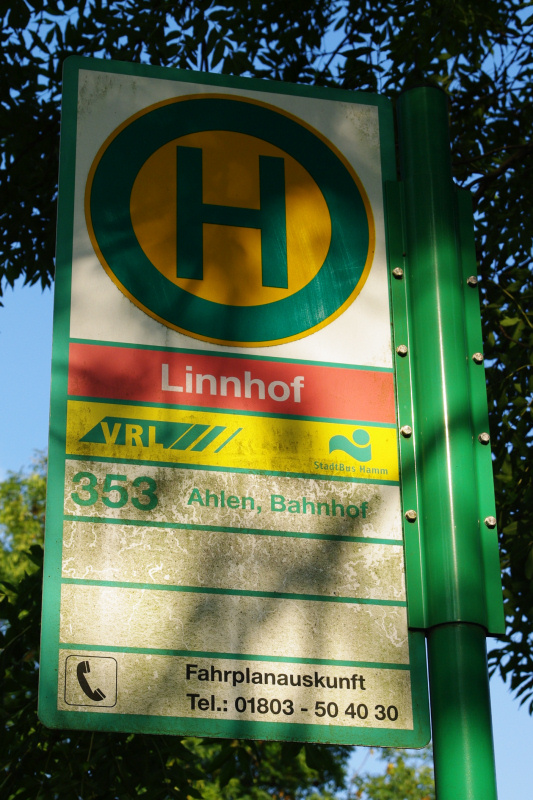 H
Linnhof
VRL
StadtBus Hamm
353 Ahlen, Bahnhof
Fahrplanauskunft
Tel.: 01803 - 50 40 30